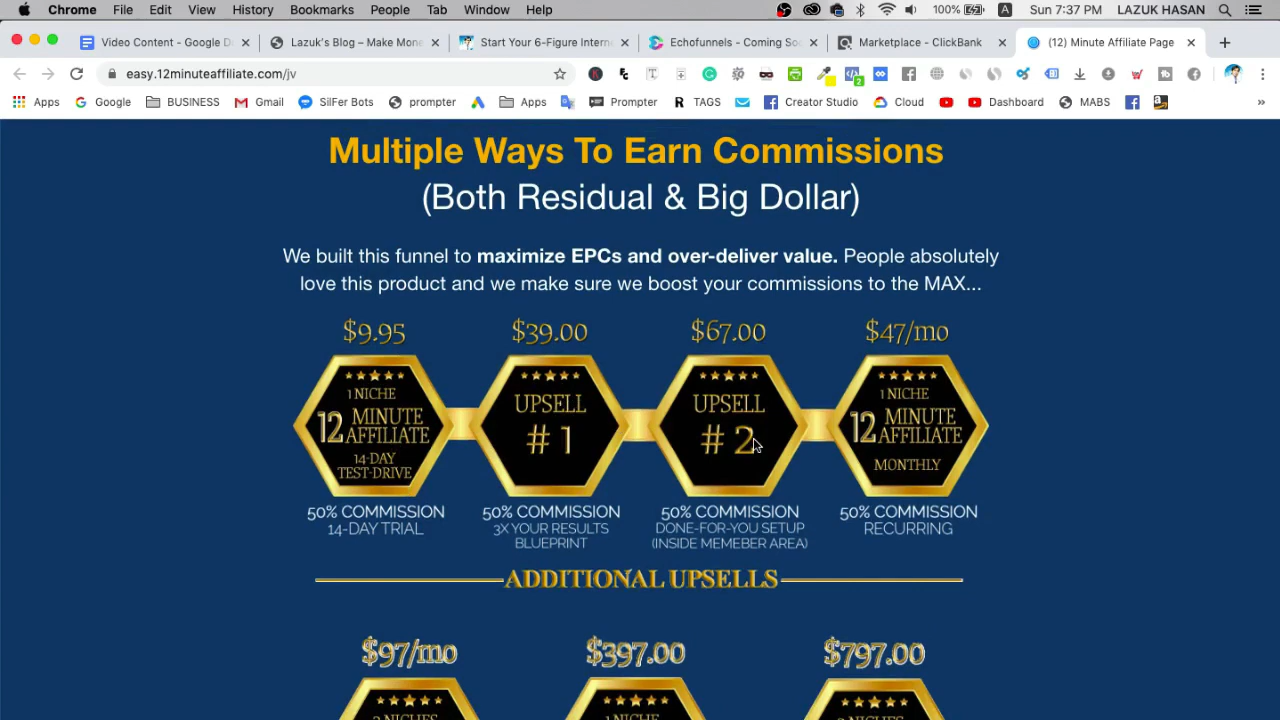 Chrome File Edit View History Bookmarks People Tab Window Help 100% A Sun 7:37 PM LAZUK HASAN
Video Content - Google D × Lazuk's Blog – Make Mone × Start Your 6-Figure Intern × Echofunnels - Coming Soo × Marketplace - ClickBank × (12) Minute Affiliate Page × +
easy.12minuteaffiliate.com/jv
Apps Google BUSINESS Gmail SilFer Bots prompter Apps Prompter R TAGS Creator Studio Cloud Dashboard MABS »
Multiple Ways To Earn Commissions
(Both Residual & Big Dollar)
We built this funnel to maximize EPCs and over-deliver value. People absolutely
love this product and we make sure we boost your commissions to the MAX...
$9.95 $39.00 $67.00 $47/mo
1 NICHE
12 MINUTE AFFILIATE
14-DAY
TEST-DRIVE
UPSELL
# 1
UPSELL
# 2
1 NICHE
12 MINUTE AFFILIATE
MONTHLY
50% COMMISSION
14-DAY TRIAL
50% COMMISSION
3X YOUR RESULTS
BLUEPRINT
50% COMMISSION
DONE-FOR-YOU SETUP
(INSIDE MEMEBER AREA)
50% COMMISSION
RECURRING
ADDITIONAL UPSELLS
$97/mo $397.00 $797.00